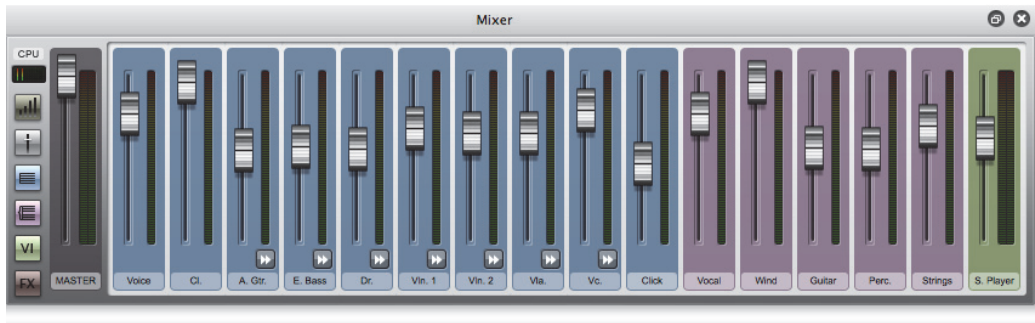 Mixer
CPU
VI
FX
MASTER
Voice
Cl.
A. Gtr.
E. Bass
Dr.
Vln. 1
Vln. 2
Vla.
Vc.
Click
Vocal
Wind
Guitar
Perc.
Strings
S. Player